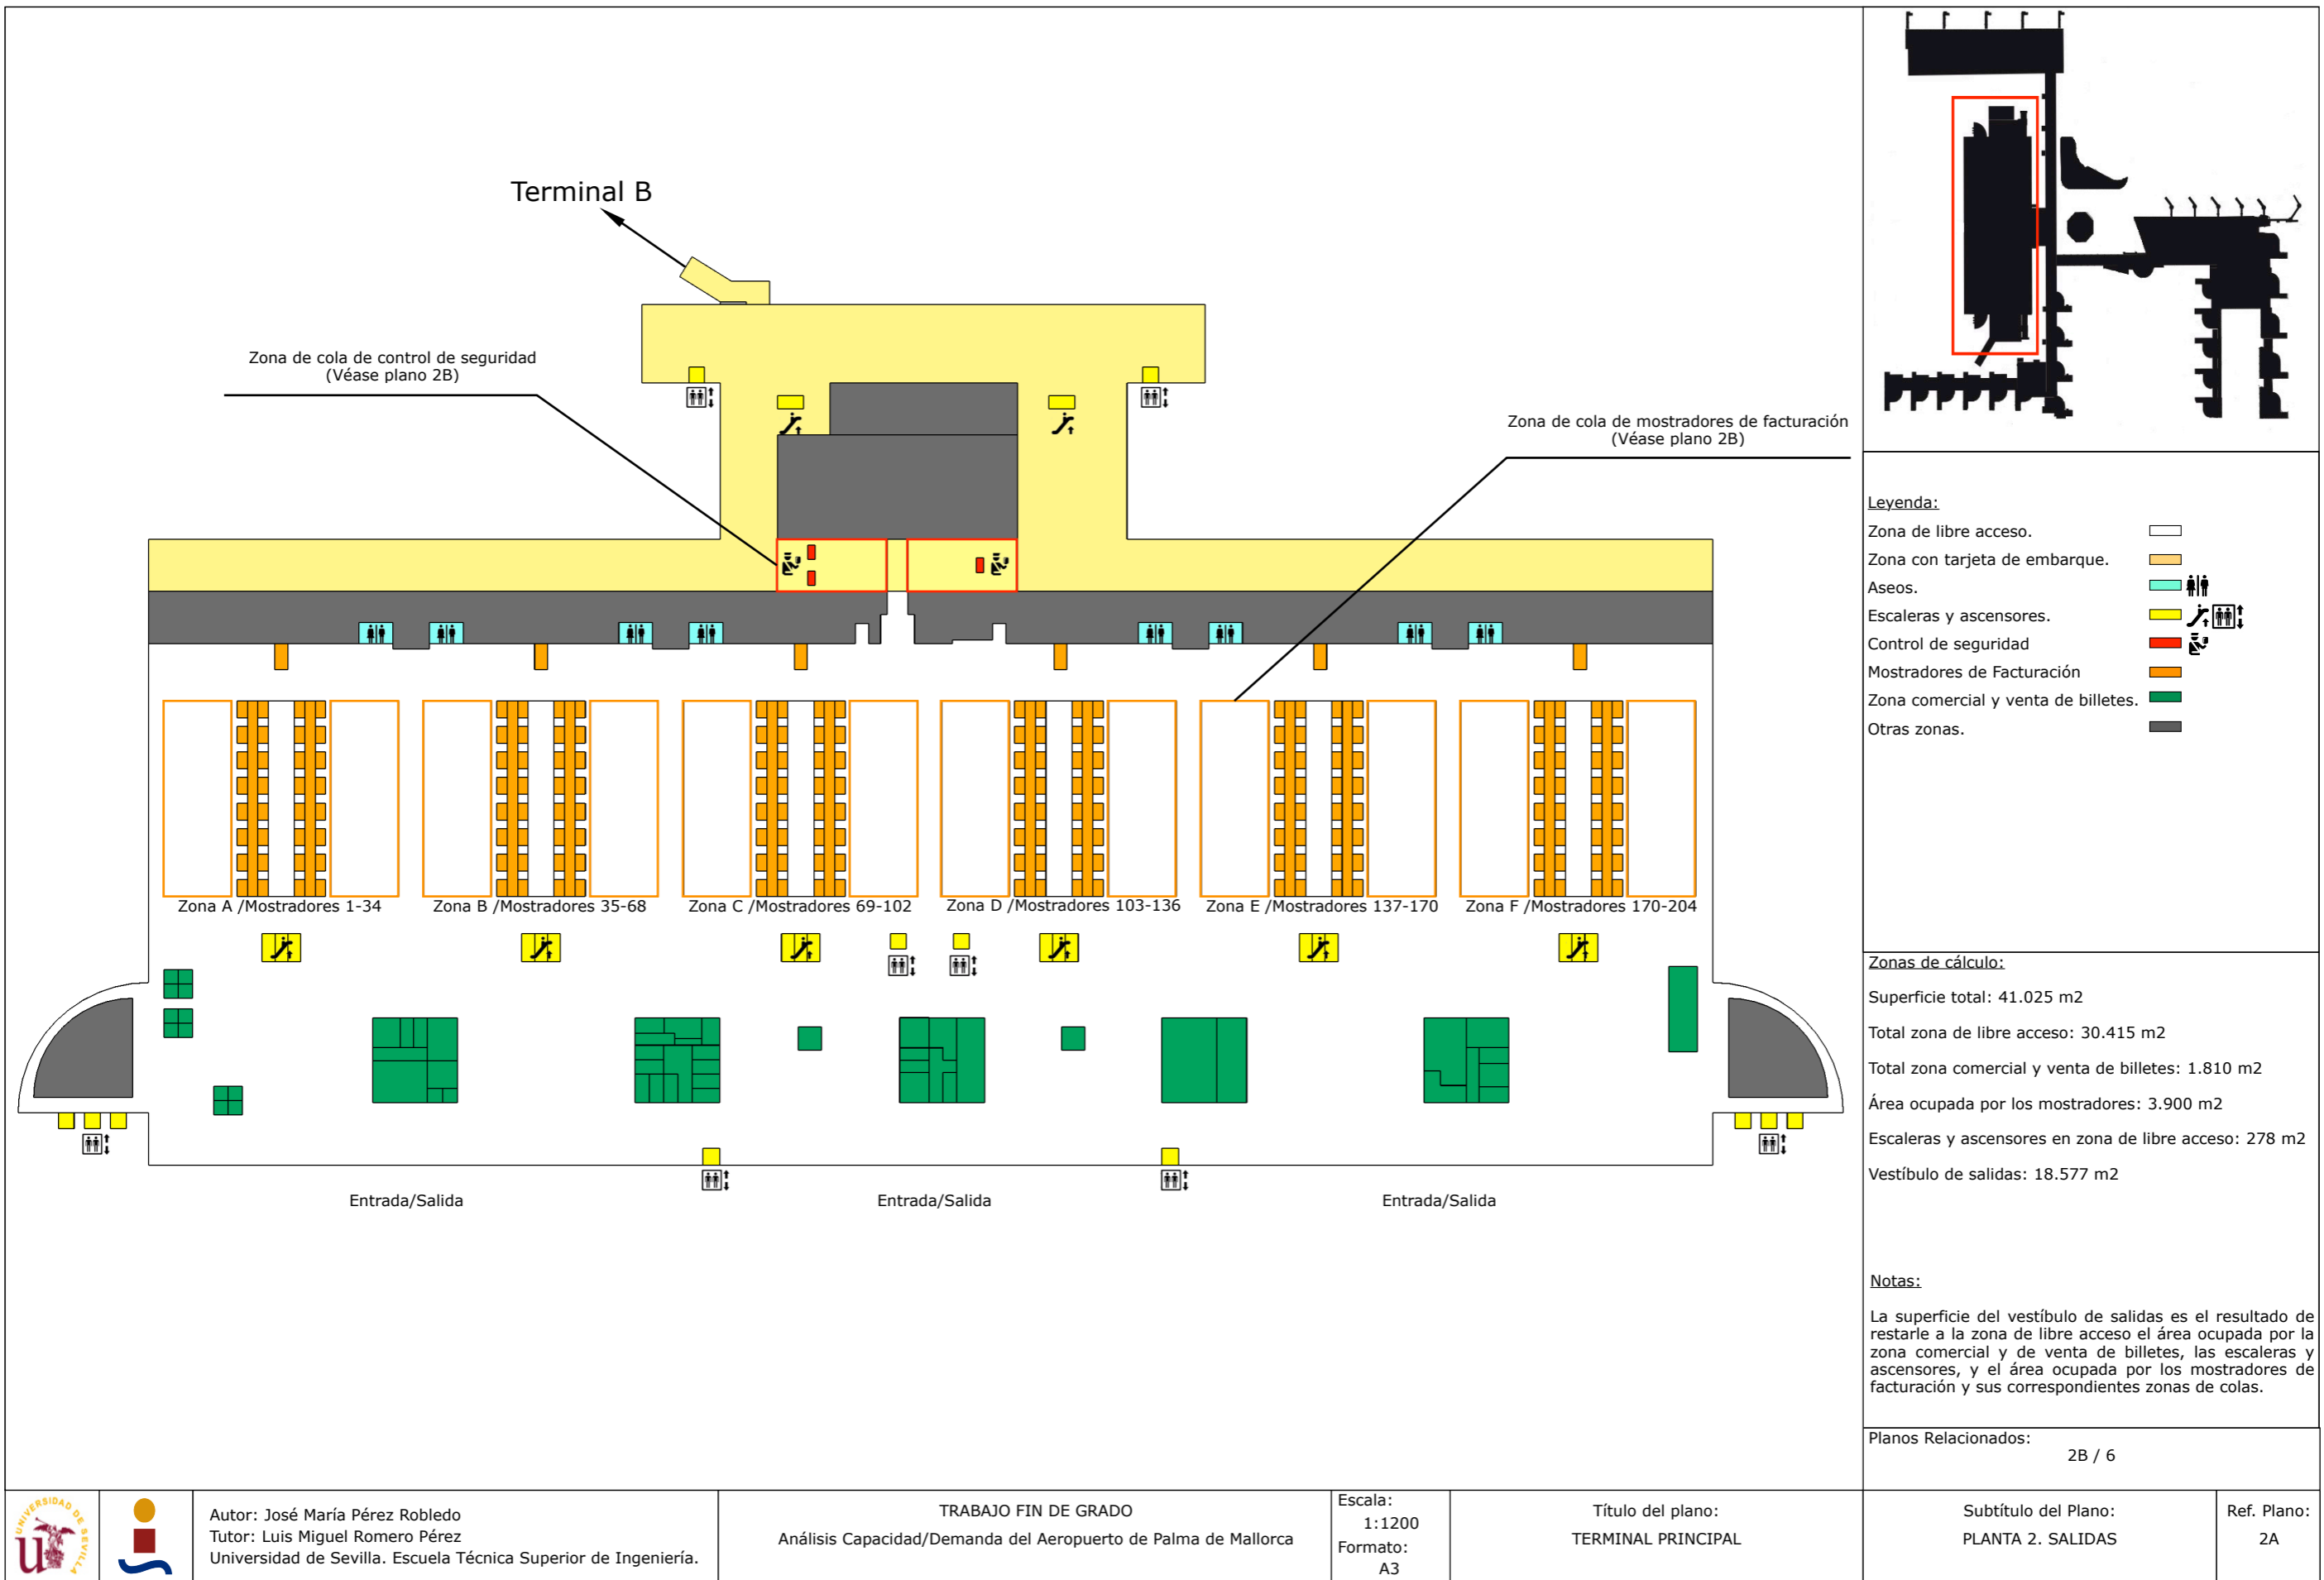 Terminal B
Zona de cola de control de seguridad
(Véase plano 2B)
Zona de cola de mostradores de facturación
(Véase plano 2B)
Zona A /Mostradores 1-34
Zona B /Mostradores 35-68
Zona C /Mostradores 69-102
Zona D /Mostradores 103-136
Zona E /Mostradores 137-170
Zona F /Mostradores 170-204
Entrada/Salida
Entrada/Salida
Entrada/Salida
Leyenda:
Zona de libre acceso.
Zona con tarjeta de embarque.
Aseos.
Escaleras y ascensores.
Control de seguridad
Mostradores de Facturación
Zona comercial y venta de billetes.
Otras zonas.
Zonas de cálculo:
Superficie total: 41.025 m2
Total zona de libre acceso: 30.415 m2
Total zona comercial y venta de billetes: 1.810 m2
Área ocupada por los mostradores: 3.900 m2
Escaleras y ascensores en zona de libre acceso: 278 m2
Vestíbulo de salidas: 18.577 m2
Notas:
La superficie del vestíbulo de salidas es el resultado de
restarle a la zona de libre acceso el área ocupada por la
zona comercial y de venta de billetes, las escaleras y
ascensores, y el área ocupada por los mostradores de
facturación y sus correspondientes zonas de colas.
Planos Relacionados:
2B / 6
UNIVERSIDAD DE SEVILLA
Autor: José María Pérez Robledo
Tutor: Luis Miguel Romero Pérez
Universidad de Sevilla. Escuela Técnica Superior de Ingeniería.
TRABAJO FIN DE GRADO
Análisis Capacidad/Demanda del Aeropuerto de Palma de Mallorca
Escala:
1:1200
Formato:
A3
Título del plano:
TERMINAL PRINCIPAL
Subtítulo del Plano:
PLANTA 2. SALIDAS
Ref. Plano:
2A